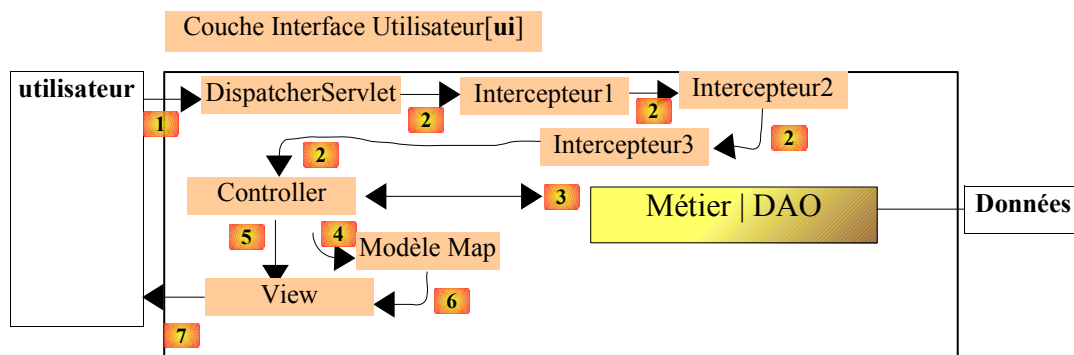 Couche Interface Utilisateur[ui]
utilisateur
DispatcherServlet
Intercepteur1
Intercepteur2
1
2
2
2
Intercepteur3
2
Controller
3
Métier | DAO
Données
5
4
Modèle Map
View
6
7